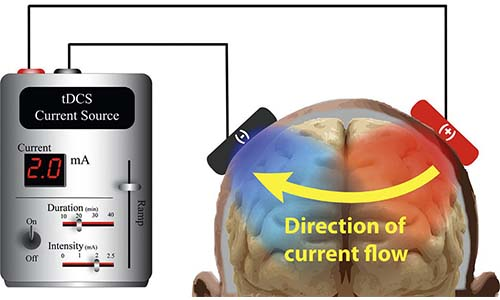 tDCS
Current Source
Current
2.0 mA
Duration (min)
10 20 30 40
Ramp
On
Off
Intensity (mA)
0 1 2 2.5
(-)
(+)
Direction of
current flow